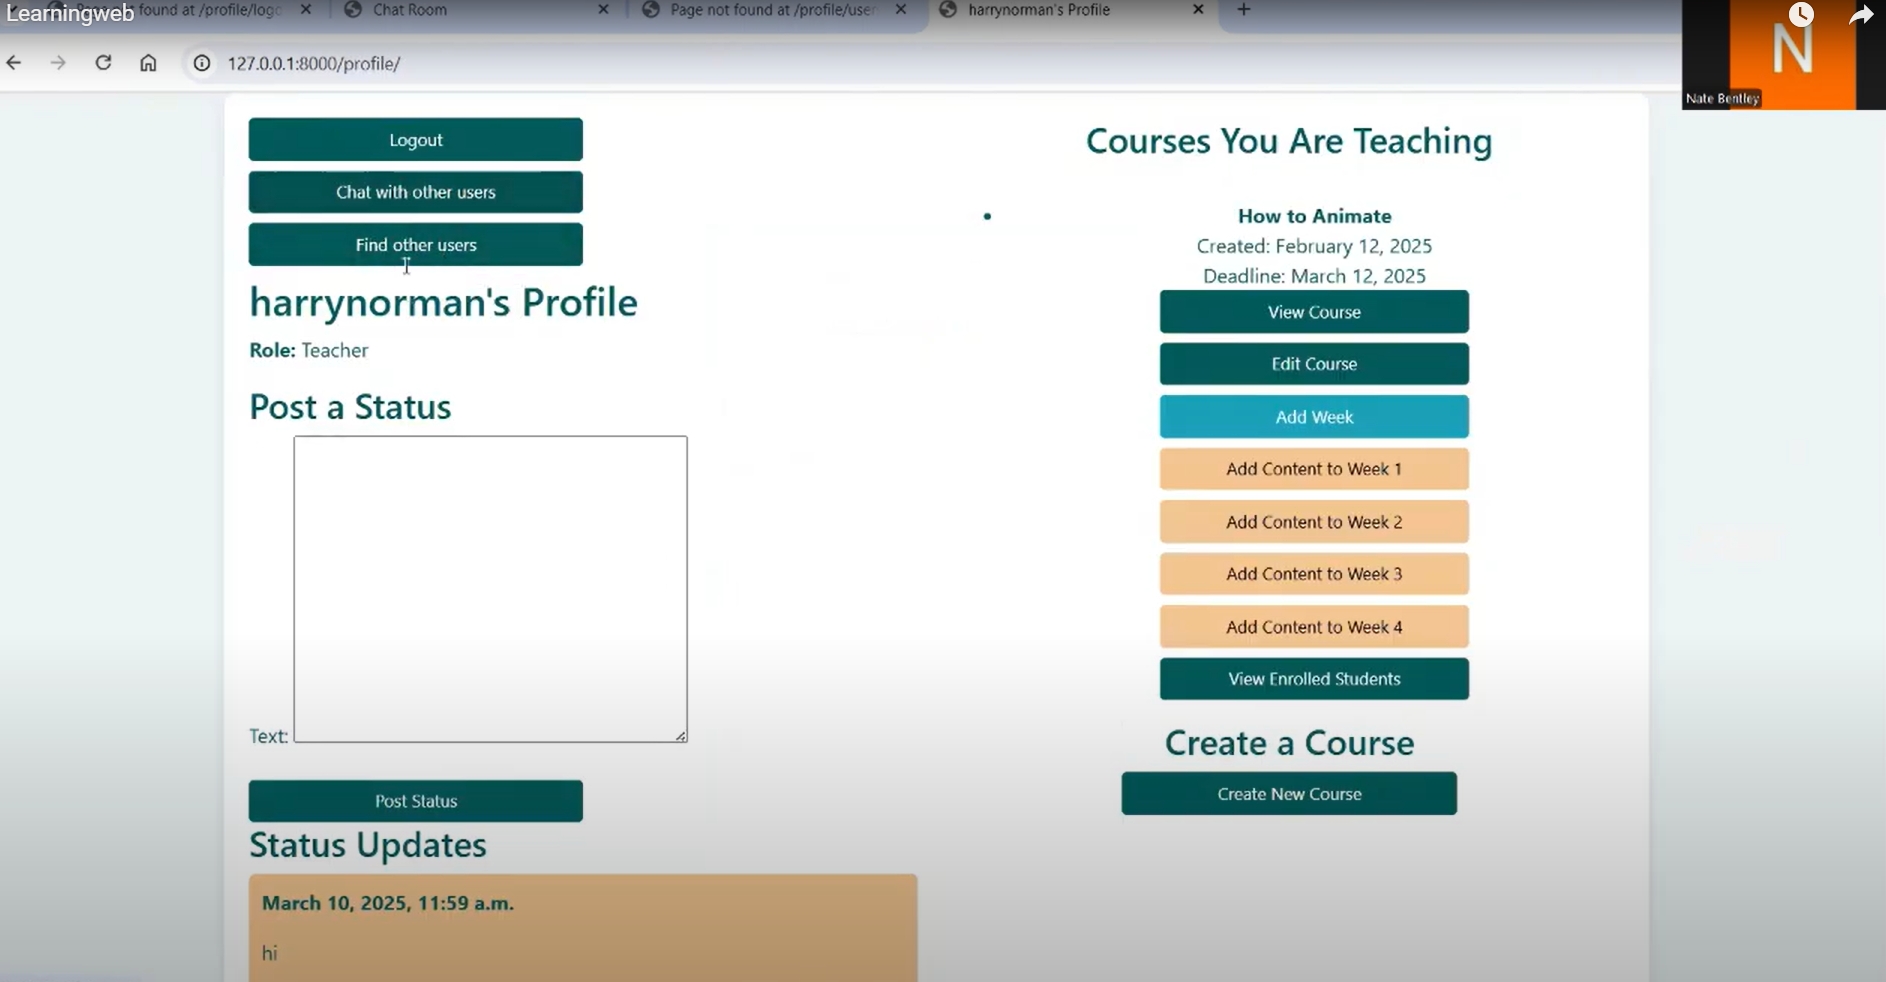 Learningweb
Page not found at /profile/logo
Chat Room
Page not found at /profile/user
harrynorman's Profile
127.0.0.1:8000/profile/
N
Nate Bentley
Logout
Chat with other users
Find other users
harrynorman's Profile
Role: Teacher
Post a Status
Text:
Post Status
Status Updates
March 10, 2025, 11:59 a.m.
hi
Courses You Are Teaching
How to Animate
Created: February 12, 2025
Deadline: March 12, 2025
View Course
Edit Course
Add Week
Add Content to Week 1
Add Content to Week 2
Add Content to Week 3
Add Content to Week 4
View Enrolled Students
Create a Course
Create New Course